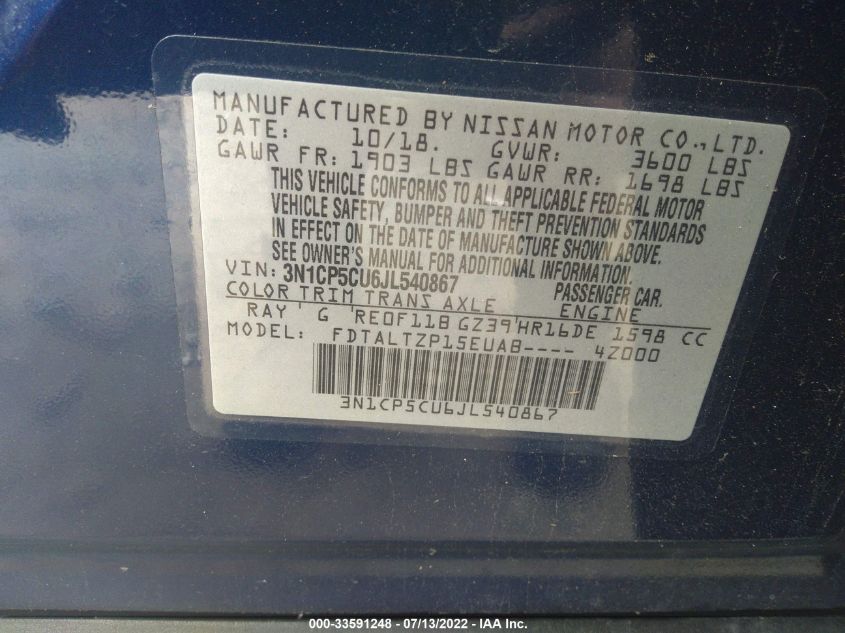 MANUFACTURED BY NISSAN MOTOR CO.,LTD.
DATE: 10/18. GVWR: 3600 LBS
GAWR FR: 1903 LBS GAWR RR: 1698 LBS
THIS VEHICLE CONFORMS TO ALL APPLICABLE FEDERAL MOTOR
VEHICLE SAFETY, BUMPER AND THEFT PREVENTION STANDARDS
IN EFFECT ON THE DATE OF MANUFACTURE SHOWN ABOVE.
SEE OWNER'S MANUAL FOR ADDITIONAL INFORMATION.
VIN: 3N1CP5CU6JL540867 PASSENGER CAR.
COLOR TRIM TRANS AXLE ENGINE
RAY G RE0F11B GZ39 HR16DE 1598 CC
MODEL: FDTALTZP15EUAB---- 4Z000
3N1CP5CU6JL540867
000-33591248 - 07/13/2022 - IAA Inc.